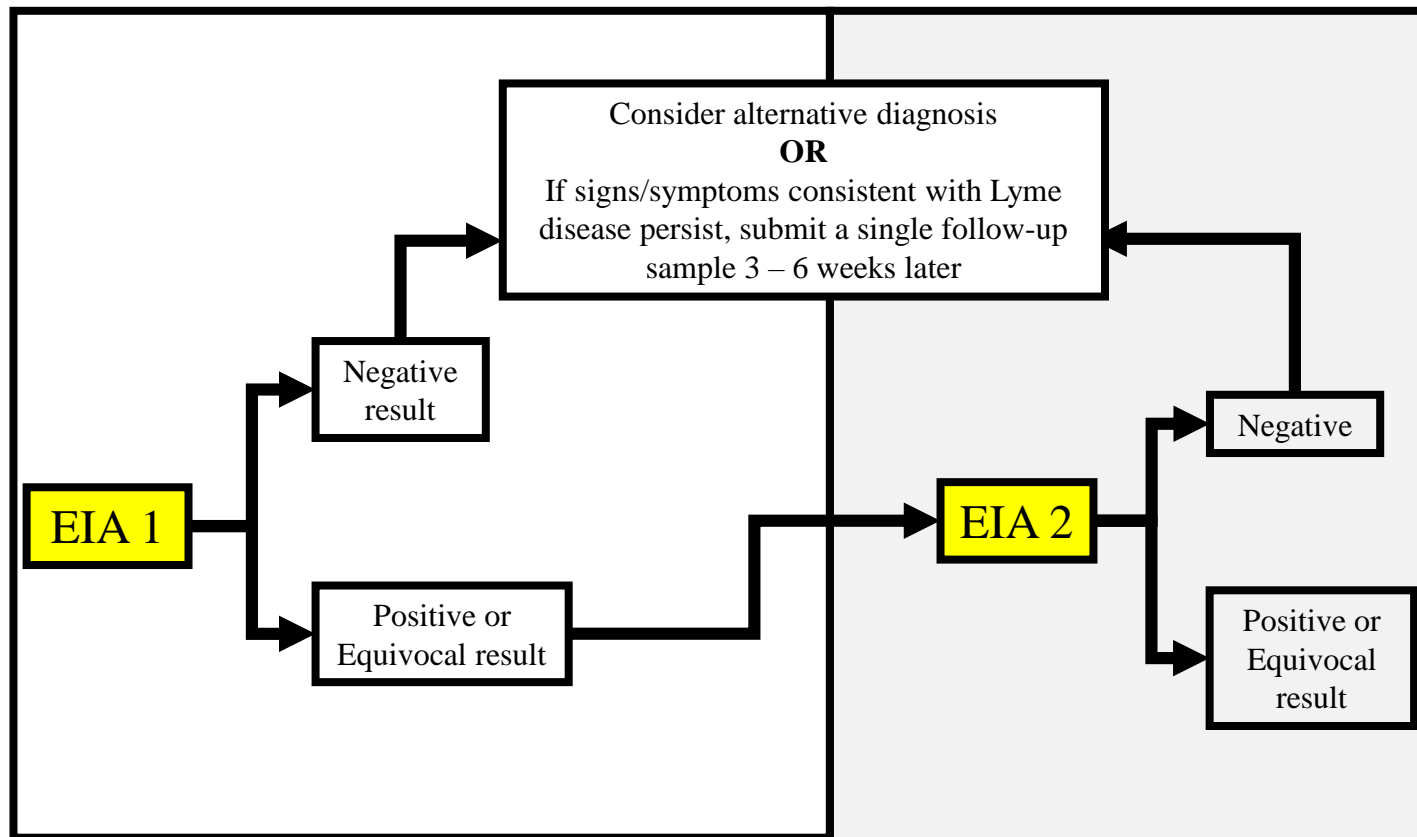 Consider alternative diagnosis
OR
If signs/symptoms consistent with Lyme
disease persist, submit a single follow-up
sample 3 – 6 weeks later
Negative
result
EIA 1
Positive or
Equivocal result
EIA 2
Negative
Positive or
Equivocal
result